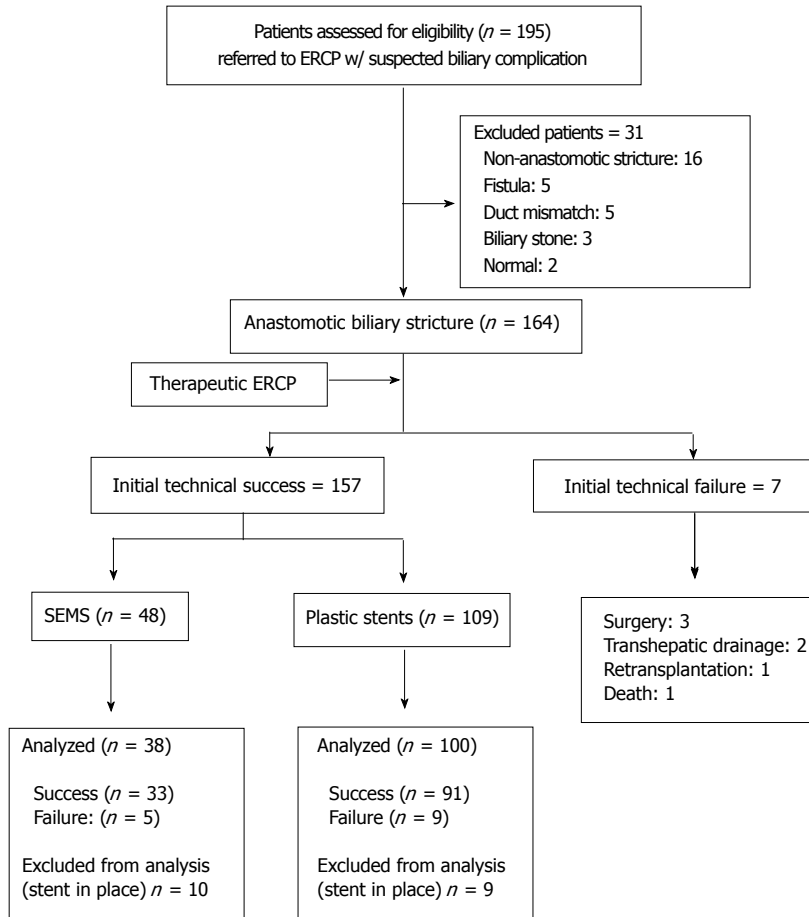 Patients assessed for eligibility (n = 195)
referred to ERCP w/ suspected biliary complication
Excluded patients = 31
Non-anastomotic stricture: 16
Fistula: 5
Duct mismatch: 5
Biliary stone: 3
Normal: 2
Anastomotic biliary stricture (n = 164)
Therapeutic ERCP
Initial technical success = 157
Initial technical failure = 7
SEMS (n = 48)
Plastic stents (n = 109)
Surgery: 3
Transhepatic drainage: 2
Retransplantation: 1
Death: 1
Analyzed (n = 38)
Success (n = 33)
Failure: (n = 5)
Excluded from analysis
(stent in place) n = 10
Analyzed (n = 100)
Success (n = 91)
Failure (n = 9)
Excluded from analysis
(stent in place) n = 9